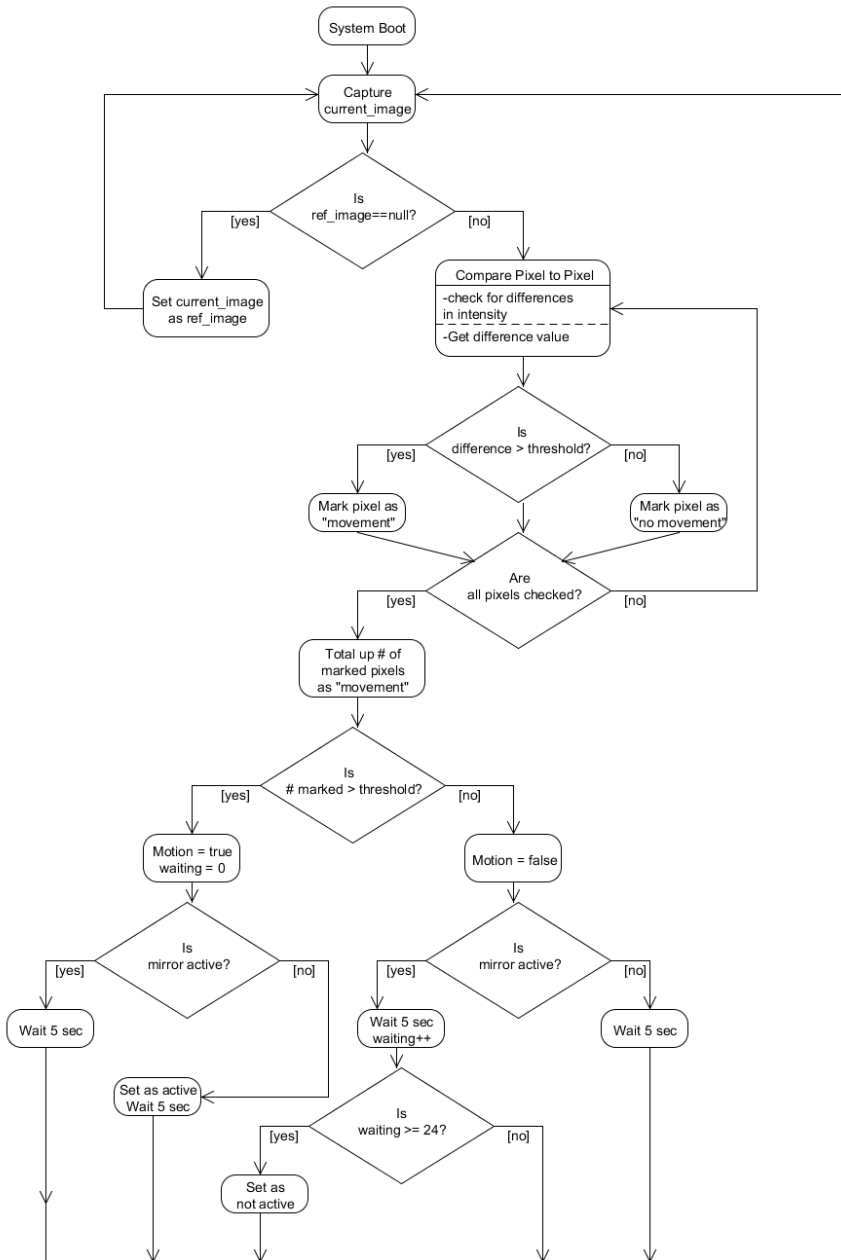 System Boot
Capture
current_image
Is
ref_image==null?
[yes]
[no]
Set current_image
as ref_image
Compare Pixel to Pixel
-check for differences
in intensity
-Get difference value
Is
difference > threshold?
[yes]
[no]
Mark pixel as
"movement"
Mark pixel as
"no movement"
Are
all pixels checked?
[yes]
[no]
Total up # of
marked pixels
as "movement"
Is
# marked > threshold?
[yes]
[no]
Motion = true
waiting = 0
Motion = false
Is
mirror active?
[yes]
[no]
Is
mirror active?
[yes]
[no]
Wait 5 sec
Wait 5 sec
waiting++
Wait 5 sec
Set as active
Wait 5 sec
Is
waiting >= 24?
[yes]
[no]
Set as
not active